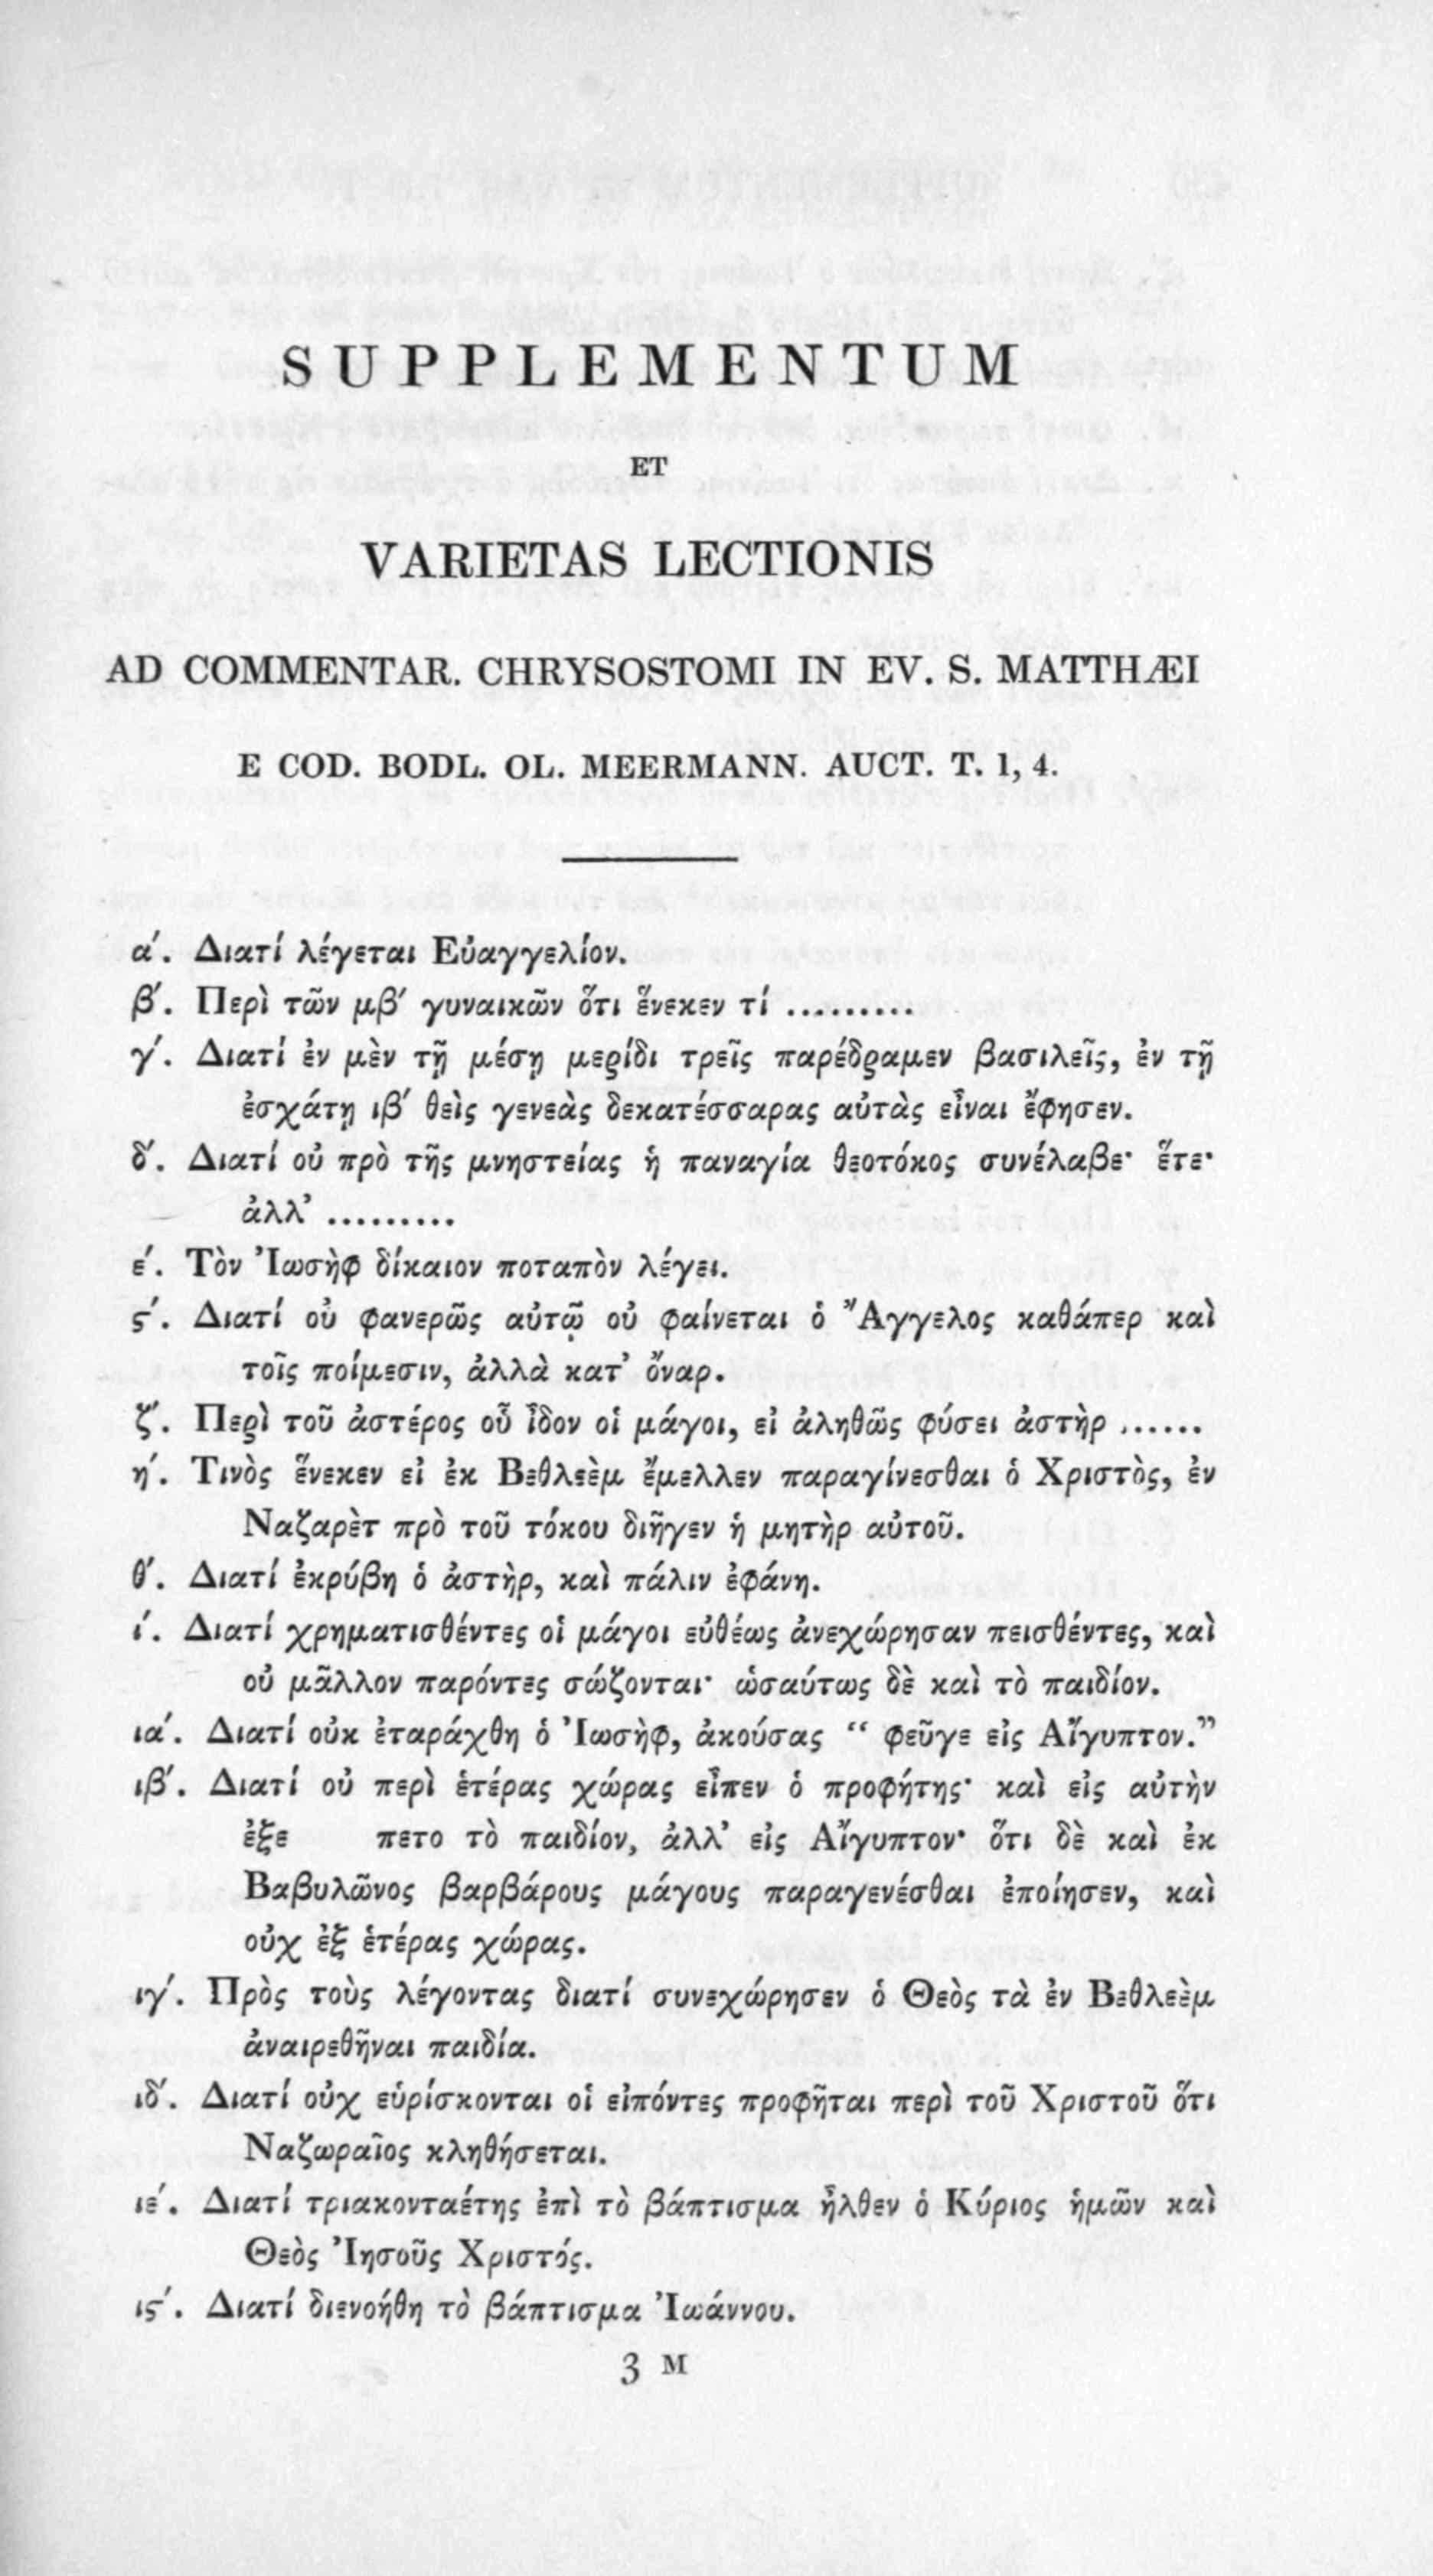 SUPPLEMENTUM
ET
VARIETAS LECTIONIS
AD COMMENTAR. CHRYSOSTOMI IN EV. S. MATTHÆI
E COD. BODL. OL. MEERMANN. AUCT. T. 1, 4.
α΄. Διατί λέγεται Εὐαγγελίον.
β΄. Περὶ τῶν μβ΄ γυναικῶν ὅτι ἕνεκεν τί .........
γ΄. Διατί ἐν μὲν τῇ μέσῃ μερίδι τρεῖς παρέδραμεν βασιλεῖς, ἐν τῇ
ἐσχάτῃ ιβ΄ θεὶς γενεὰς δεκατέσσαρας αὐτὰς εἶναι ἔφησεν.
δ΄. Διατί οὐ πρὸ τῆς μνηστείας ἡ παναγία θεοτόκος συνέλαβε· ἕτε·
ἀλλ’ .........
ε΄. Τὸν Ἰωσὴφ δίκαιον ποταπὸν λέγει.
ς΄. Διατί οὐ φανερῶς αὐτῷ οὐ φαίνεται ὁ Ἄγγελος καθάπερ καὶ
τοῖς ποίμεσιν, ἀλλὰ κατ’ ὄναρ.
ζ΄. Περὶ τοῦ ἀστέρος οὗ ἶδον οἱ μάγοι, εἰ ἀληθῶς φύσει ἀστὴρ ......
η΄. Τινὸς ἕνεκεν εἰ ἐκ Βεθλεὲμ ἔμελλεν παραγίνεσθαι ὁ Χριστὸς, ἐν
Ναζαρὲτ πρὸ τοῦ τόκου διῆγεν ἡ μητὴρ αὐτοῦ.
θ΄. Διατί ἐκρύβη ὁ ἀστὴρ, καὶ πάλιν ἐφάνη.
ί. Διατί χρηματισθέντες οἱ μάγοι εὐθέως ἀνεχώρησαν πεισθέντες, καὶ
οὐ μᾶλλον παρόντες σώζονται· ὡσαύτως δὲ καὶ τὸ παιδίον.
ια΄. Διατί οὐκ ἐταράχθη ὁ Ἰωσὴφ, ἀκούσας “ φεῦγε εἰς Αἴγυπτον.”
ιβ΄. Διατί οὐ περὶ ἑτέρας χώρας εἶπεν ὁ προφήτης· καὶ εἰς αὐτὴν
ἐξε πετο τὸ παιδίον, ἀλλ’ εἰς Αἴγυπτον· ὅτι δὲ καὶ ἐκ
Βαβυλῶνος βαρβάρους μάγους παραγενέσθαι ἐποίησεν, καὶ
οὐχ ἐξ ἑτέρας χώρας.
ιγ΄. Πρὸς τοὺς λέγοντας διατί συνεχώρησεν ὁ Θεὸς τὰ ἐν Βεθλεὲμ
ἀναιρεθῆναι παιδία.
ιδ΄. Διατί οὐχ εὑρίσκονται οἱ εἰπόντες προφῆται περὶ τοῦ Χριστοῦ ὅτι
Ναζωραῖος κληθήσεται.
ιε΄. Διατί τριακονταέτης ἐπὶ τὸ βάπτισμα ἦλθεν ὁ Κύριος ἡμῶν καὶ
Θεὸς Ἰησοῦς Χριστός.
ις΄. Διατί διενοήθη τὸ βάπτισμα Ἰωάννου.
3 M